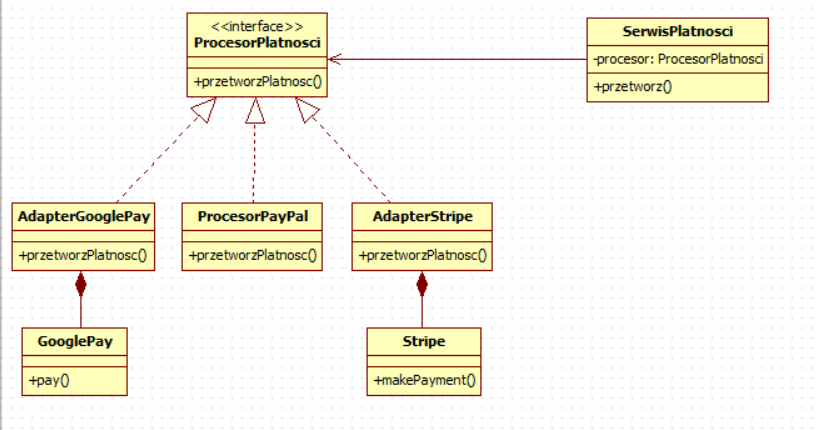 <<interface>>
ProcesorPlatnosci
+przetworzPlatnosc()
SerwisPlatnosci
-procesor: ProcesorPlatnosci
+przetworz()
AdapterGooglePay
+przetworzPlatnosc()
ProcesorPayPal
+przetworzPlatnosc()
AdapterStripe
+przetworzPlatnosc()
GooglePay
+pay()
Stripe
+makePayment()